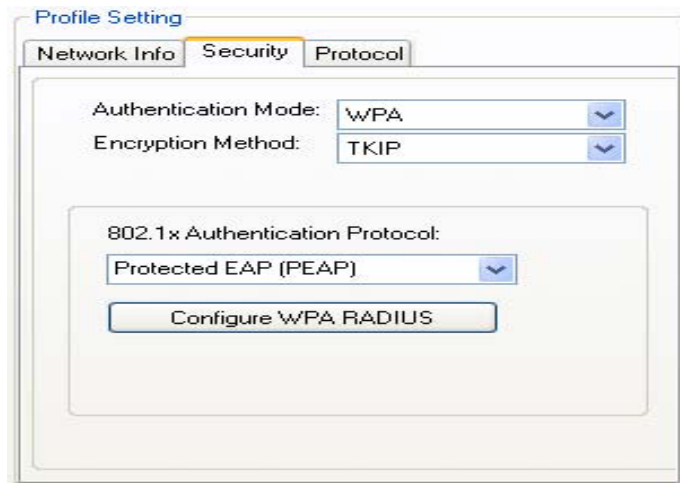 Profile Setting
Network Info Security Protocol
Authentication Mode: WPA
Encryption Method: TKIP
802.1x Authentication Protocol:
Protected EAP (PEAP)
Configure WPA RADIUS